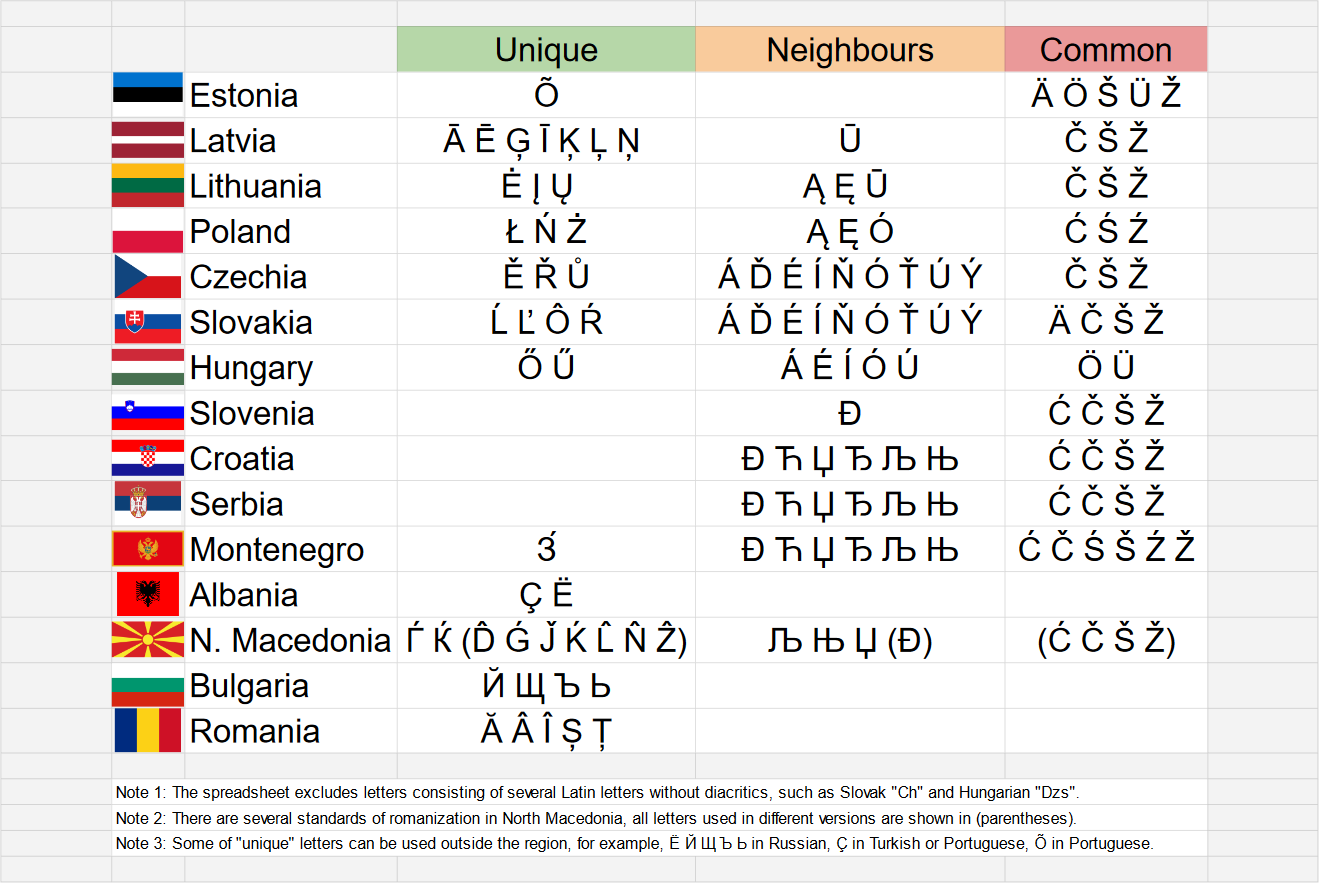 Unique Neighbours Common
Estonia Õ Ä Ö Š Ü Ž
Latvia Ā Ē Ģ Ī Ķ Ļ Ņ Ū Č Š Ž
Lithuania Ė Į Ų Ą Ę Ū Č Š Ž
Poland Ł Ń Ż Ą Ę Ó Ć Ś Ź
Czechia Ě Ř Ů Á Ď É Í Ň Ó Ť Ú Ý Č Š Ž
Slovakia Ĺ Ľ Ô Ŕ Á Ď É Í Ň Ó Ť Ú Ý Ä Č Š Ž
Hungary Ő Ű Á É Í Ó Ú Ö Ü
Slovenia Đ Ć Č Š Ž
Croatia Đ Ћ Џ Ђ Љ Њ Ć Č Š Ž
Serbia Đ Ћ Џ Ђ Љ Њ Ć Č Š Ž
Montenegro З́ Đ Ћ Џ Ђ Љ Њ Ć Č Ś Š Ź Ž
Albania Ç Ë
N. Macedonia Ѓ Ќ (D̂ Ǵ J̌ Ḱ L̂ N̂ Ẑ) Љ Њ Џ (Đ) (Ć Č Š Ž)
Bulgaria Й Щ Ъ Ь
Romania Ă Â Î Ș Ț
Note 1: The spreadsheet excludes letters consisting of several Latin letters without diacritics, such as Slovak "Ch" and Hungarian "Dzs".
Note 2: There are several standards of romanization in North Macedonia, all letters used in different versions are shown in (parentheses).
Note 3: Some of "unique" letters can be used outside the region, for example, Ë Й Щ Ъ Ь in Russian, Ç in Turkish or Portuguese, Õ in Portuguese.